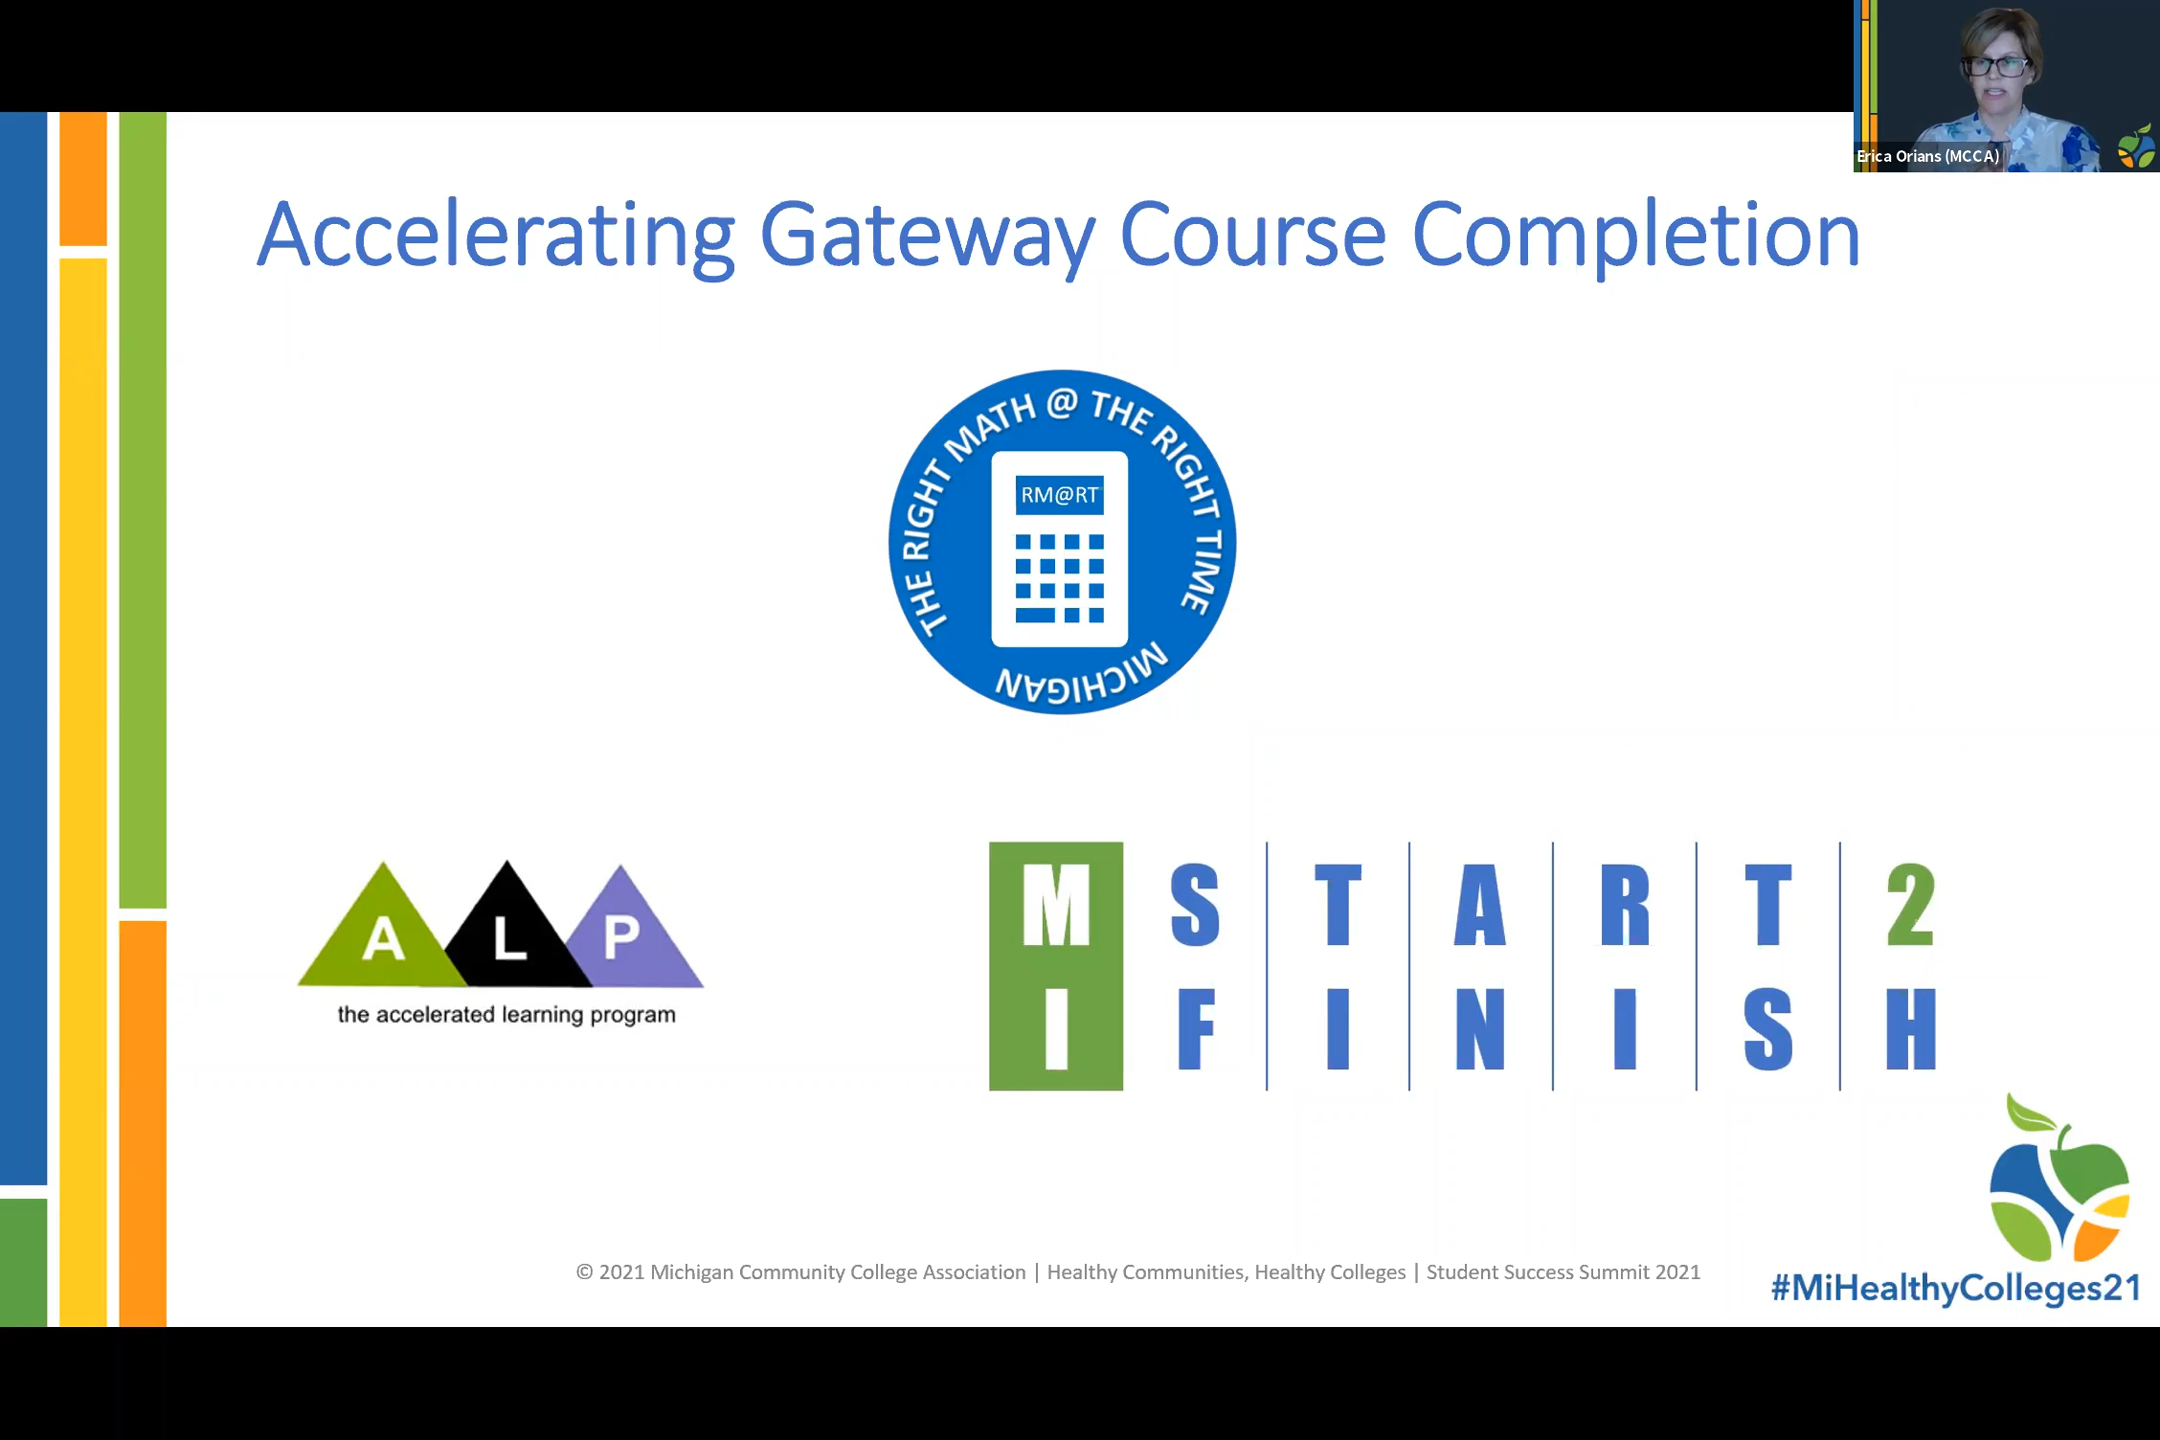 Erica Orians (MCCA)
Accelerating Gateway Course Completion
THE RIGHT MATH @ THE RIGHT TIME
RM@RT
MICHIGAN
A L P
the accelerated learning program
M S T A R T 2
I F I N I S H
© 2021 Michigan Community College Association | Healthy Communities, Healthy Colleges | Student Success Summit 2021
#MiHealthyColleges21